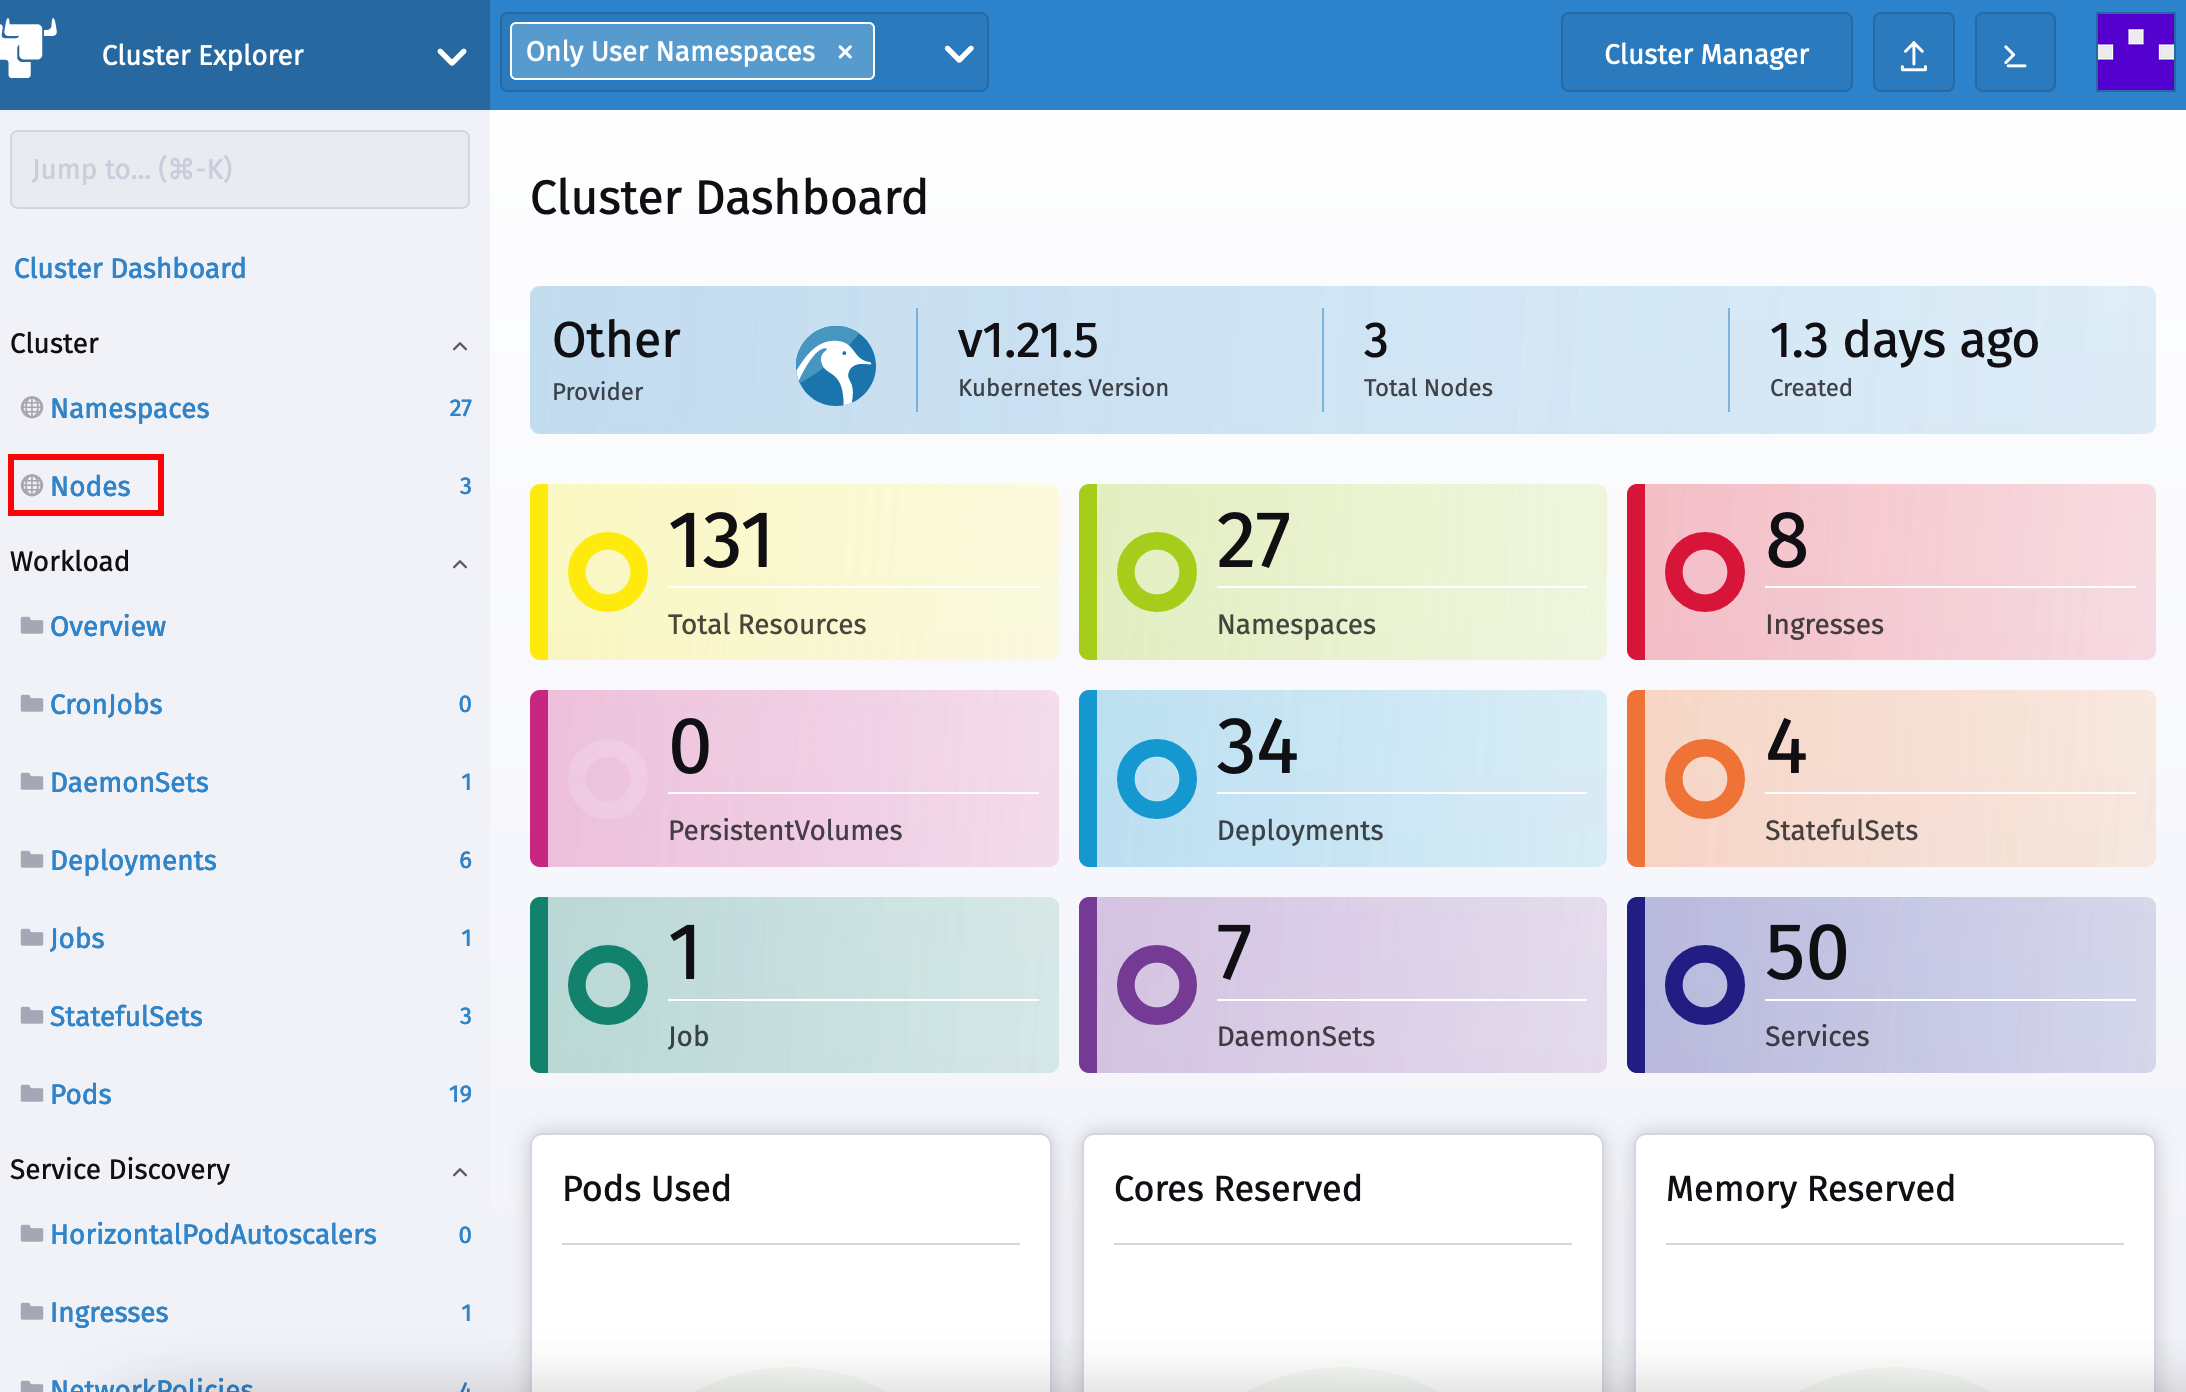 Cluster Explorer
Only User Namespaces ×
Cluster Manager
Jump to... (⌘-K)
Cluster Dashboard
Cluster
Namespaces 27
Nodes 3
Workload
Overview
CronJobs 0
DaemonSets 1
Deployments 6
Jobs 1
StatefulSets 3
Pods 19
Service Discovery
HorizontalPodAutoscalers 0
Ingresses 1
NetworkPolicies 4
Cluster Dashboard
Other
Provider
v1.21.5
Kubernetes Version
3
Total Nodes
1.3 days ago
Created
131
Total Resources
27
Namespaces
8
Ingresses
0
PersistentVolumes
34
Deployments
4
StatefulSets
1
Job
7
DaemonSets
50
Services
Pods Used
Cores Reserved
Memory Reserved